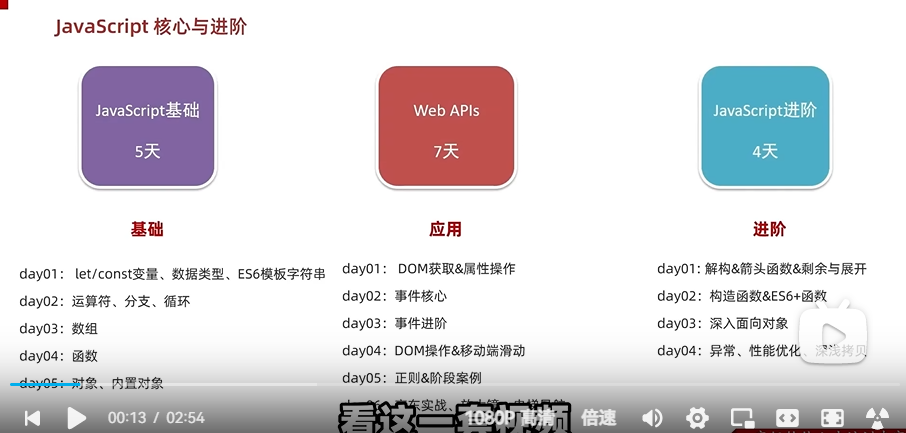 JavaScript 核心与进阶
JavaScript基础
5天
Web APIs
7天
JavaScript进阶
4天
基础
day01： let/const变量、数据类型、ES6模板字符串
day02：运算符、分支、循环
day03：数组
day04：函数
day05：对象、内置对象
应用
day01： DOM获取&属性操作
day02：事件核心
day03：事件进阶
day04：DOM操作&移动端滑动
day05：正则&阶段案例
进阶
day01: 解构&箭头函数&剩余与展开
day02：构造函数&ES6+函数
day03：深入面向对象
day04：异常、性能优化、深浅拷贝
看这一套视频
00:13 / 02:54
1080P 高清
倍速